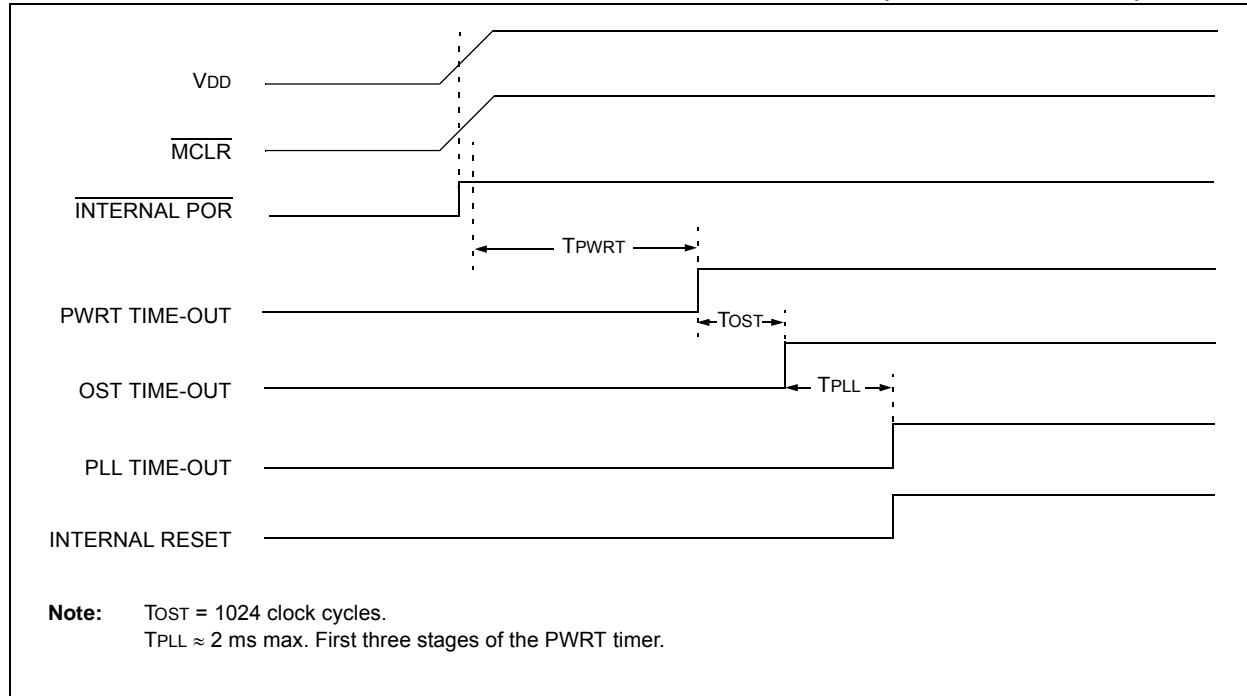 VDD
MCLR
INTERNAL POR
TPWRT
PWRT TIME-OUT
TOST
OST TIME-OUT
TPLL
PLL TIME-OUT
INTERNAL RESET
Note: TOST = 1024 clock cycles.
TPLL ≈ 2 ms max. First three stages of the PWRT timer.